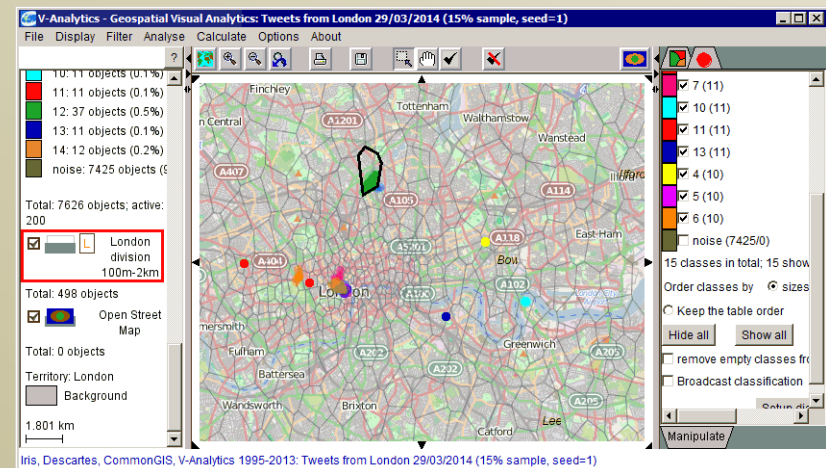 V-Analytics - Geospatial Visual Analytics: Tweets from London 29/03/2014 (15% sample, seed=1)
File Display Filter Analyse Calculate Options About
?
10: 11 objects (0.1%)
11: 11 objects (0.1%)
12: 37 objects (0.5%)
13: 11 objects (0.1%)
14: 12 objects (0.2%)
noise: 7425 objects (9
Total: 7626 objects; active:
200
L
London
division
100m-2km
Total: 498 objects
Open Street
Map
Total: 0 objects
Territory: London
Background
1.801 km
Finchley
Tottenham
Walthamstow
n Central
A1201
Wanstead
A407
Ilford
A105
A114
A5201
A118
East·Ham
A404
Bow
London
A100
A102
mersmith
Greenwich
Fulham
A202
A205
Battersea
A202
Wandsworth
Brixton
A205
Lee
Catford
7 (11)
10 (11)
11 (11)
13 (11)
4 (10)
5 (10)
6 (10)
noise (7425/0)
15 classes in total; 15 show
Order classes by sizes
Keep the table order
Hide all Show all
remove empty classes fro
Broadcast classification
Manipulate
Iris, Descartes, CommonGIS, V-Analytics 1995-2013: Tweets from London 29/03/2014 (15% sample, seed=1)